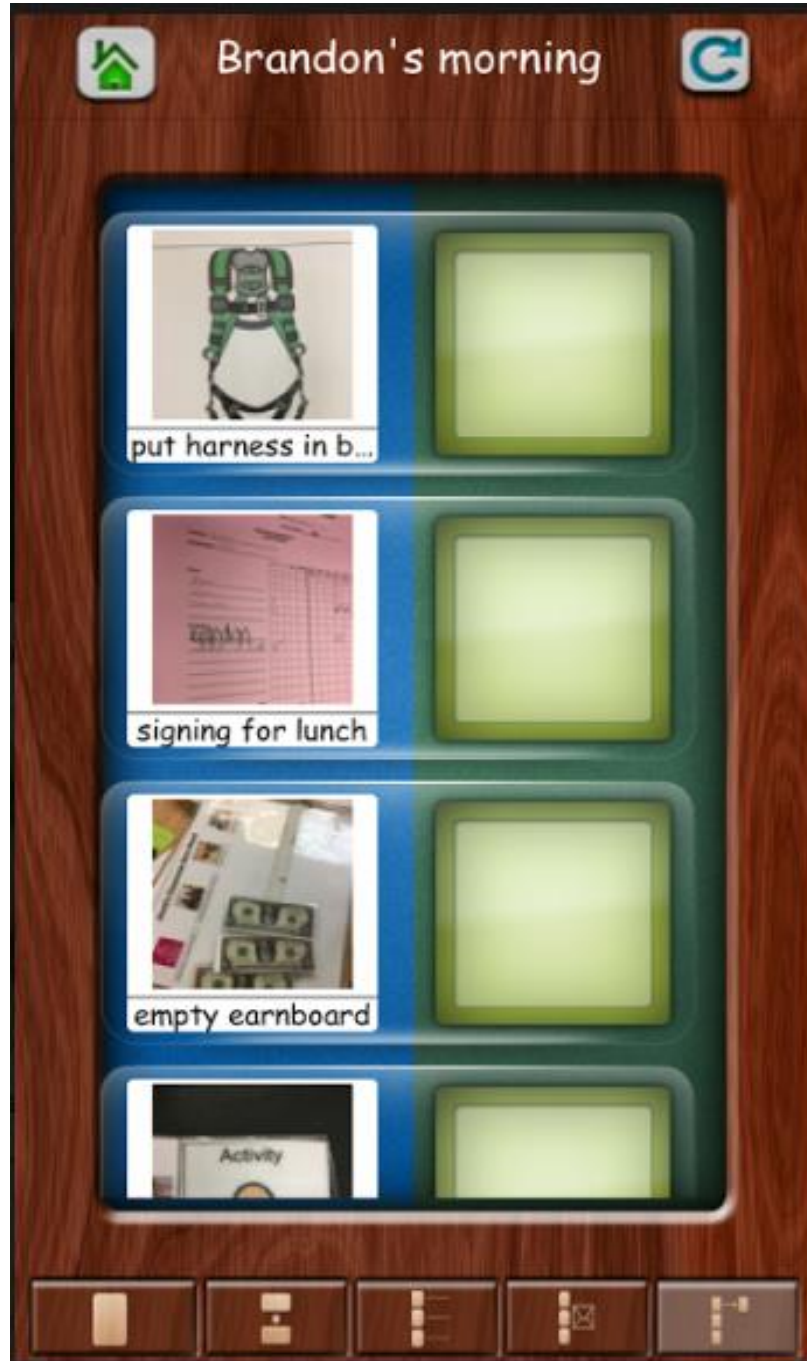 Brandon's morning
put harness in b...
signing for lunch
empty earnboard
Activity